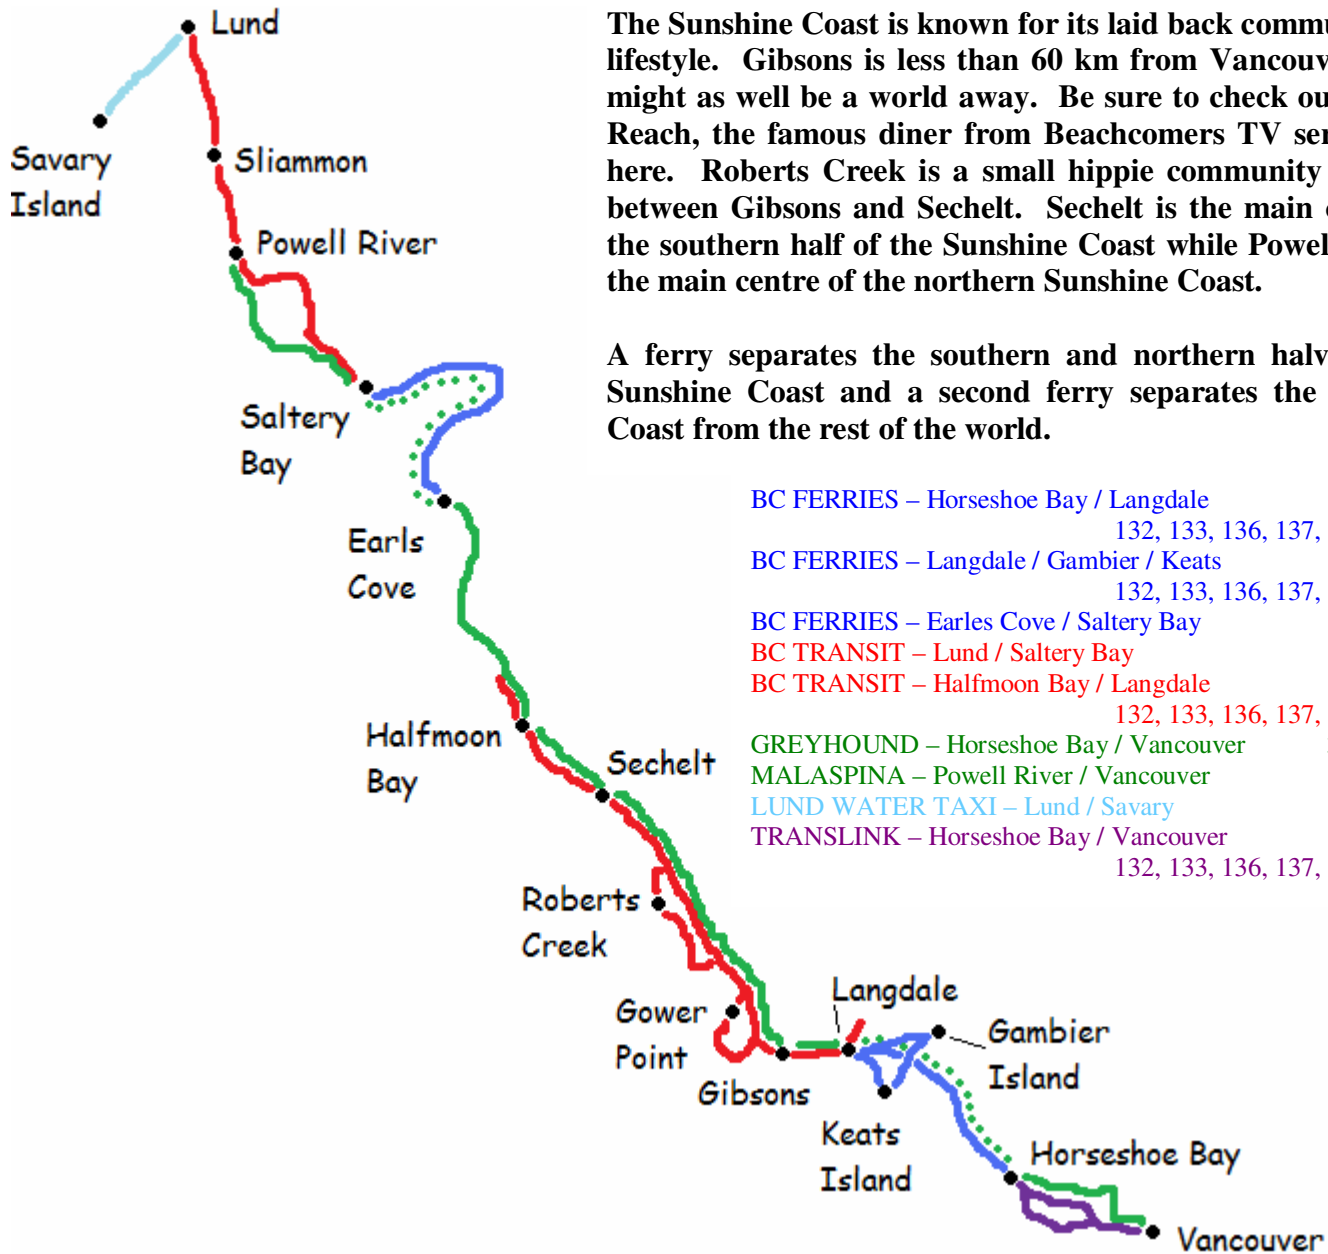 The Sunshine Coast is known for its laid back
lifestyle. Gibsons is less than 60 km from
might as well be a world away. Be sure to check
Reach, the famous diner from Beachcomers TV
here. Roberts Creek is a small hippie community
between Gibsons and Sechelt. Sechelt is the main
the southern half of the Sunshine Coast while Powell
the main centre of the northern Sunshine Coast.
A ferry separates the southern and northern
Sunshine Coast and a second ferry separates the
Coast from the rest of the world.
BC FERRIES – Horseshoe Bay / Langdale
132, 133, 136, 137,
BC FERRIES – Langdale / Gambier / Keats
132, 133, 136, 137,
BC FERRIES – Earles Cove / Saltery Bay
BC TRANSIT – Lund / Saltery Bay
BC TRANSIT – Halfmoon Bay / Langdale
132, 133, 136, 137,
GREYHOUND – Horseshoe Bay / Vancouver
MALASPINA – Powell River / Vancouver
LUND WATER TAXI – Lund / Savary
TRANSLINK – Horseshoe Bay / Vancouver
132, 133, 136, 137,
Lund
Savary
Island
Sliammon
Powell River
Saltery
Bay
Earls
Cove
Halfmoon
Bay
Sechelt
Roberts
Creek
Gower
Point
Gibsons
Langdale
Gambier
Island
Keats
Island
Horseshoe Bay
Vancouver